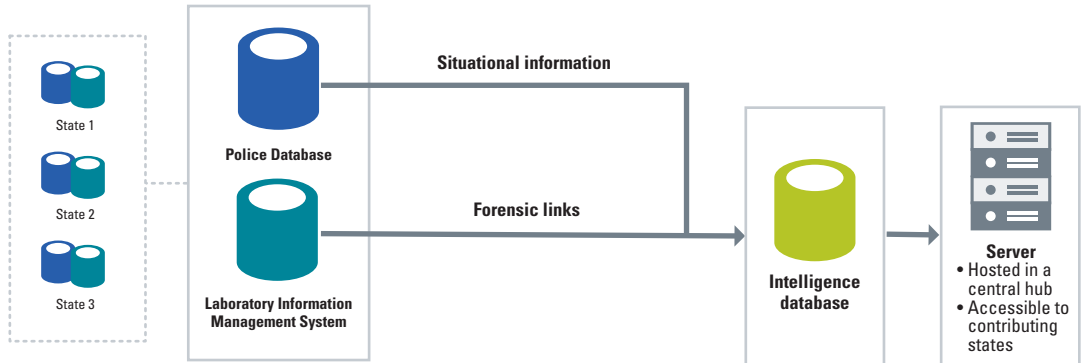 State 1
State 2
State 3
Police Database
Laboratory Information
Management System
Situational information
Forensic links
Intelligence
database
Server
• Hosted in a
central hub
• Accessible to
contributing
states